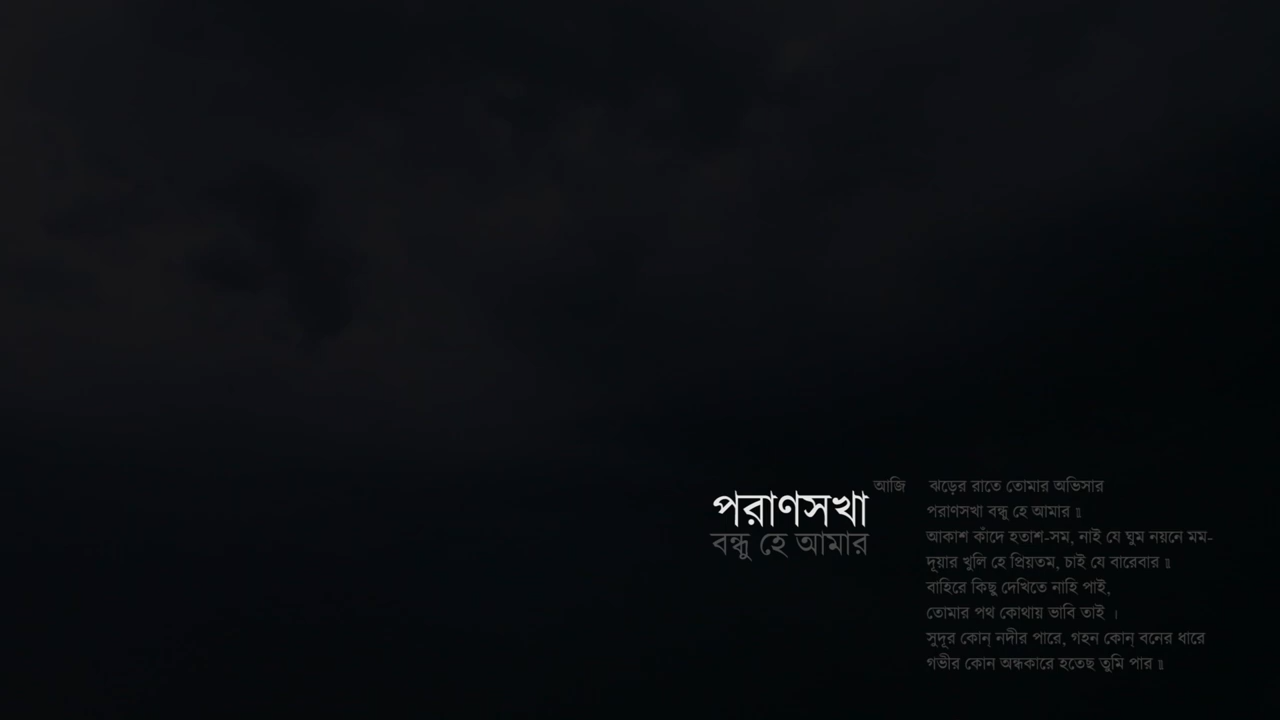 পরাণসখা
বন্ধু হে আমার
আজি ঝড়ের রাতে তোমার অভিসার
পরাণসখা বন্ধু হে আমার ॥
আকাশ কাঁদে হতাশ-সম, নাই যে ঘুম নয়নে মম-
দূয়ার খুলি হে প্রিয়তম, চাই যে বারেবার ॥
বাহিরে কিছু দেখিতে নাহি পাই,
তোমার পথ কোথায় ভাবি তাই ।
সুদূর কোন্ নদীর পারে, গহন কোন্ বনের ধারে
গভীর কোন অন্ধকারে হতেছ তুমি পার ॥